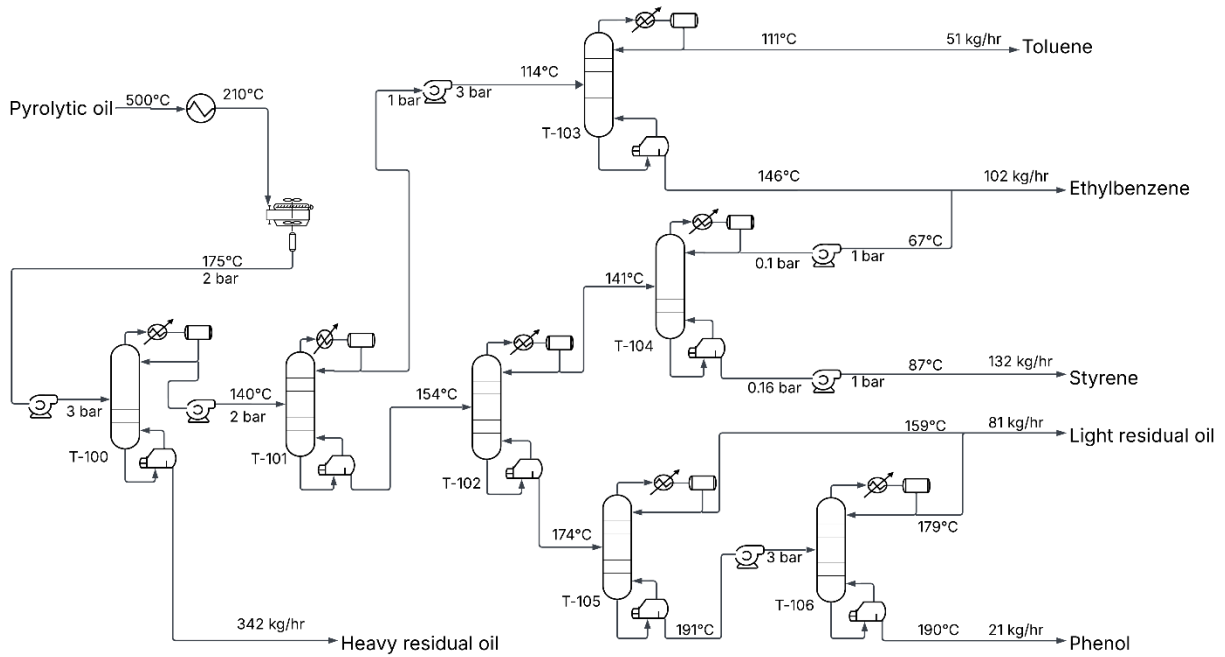 111°C
51 kg/hr
Toluene
114°C
1 bar
3 bar
T-103
Pyrolytic oil
500°C
210°C
146°C
102 kg/hr
Ethylbenzene
67°C
0.1 bar
1 bar
175°C
2 bar
141°C
T-104
132 kg/hr
87°C
0.16 bar
1 bar
Styrene
3 bar
140°C
2 bar
154°C
T-100
T-101
T-102
159°C
81 kg/hr
Light residual oil
174°C
179°C
3 bar
T-105
T-106
191°C
190°C
21 kg/hr
Phenol
342 kg/hr
Heavy residual oil